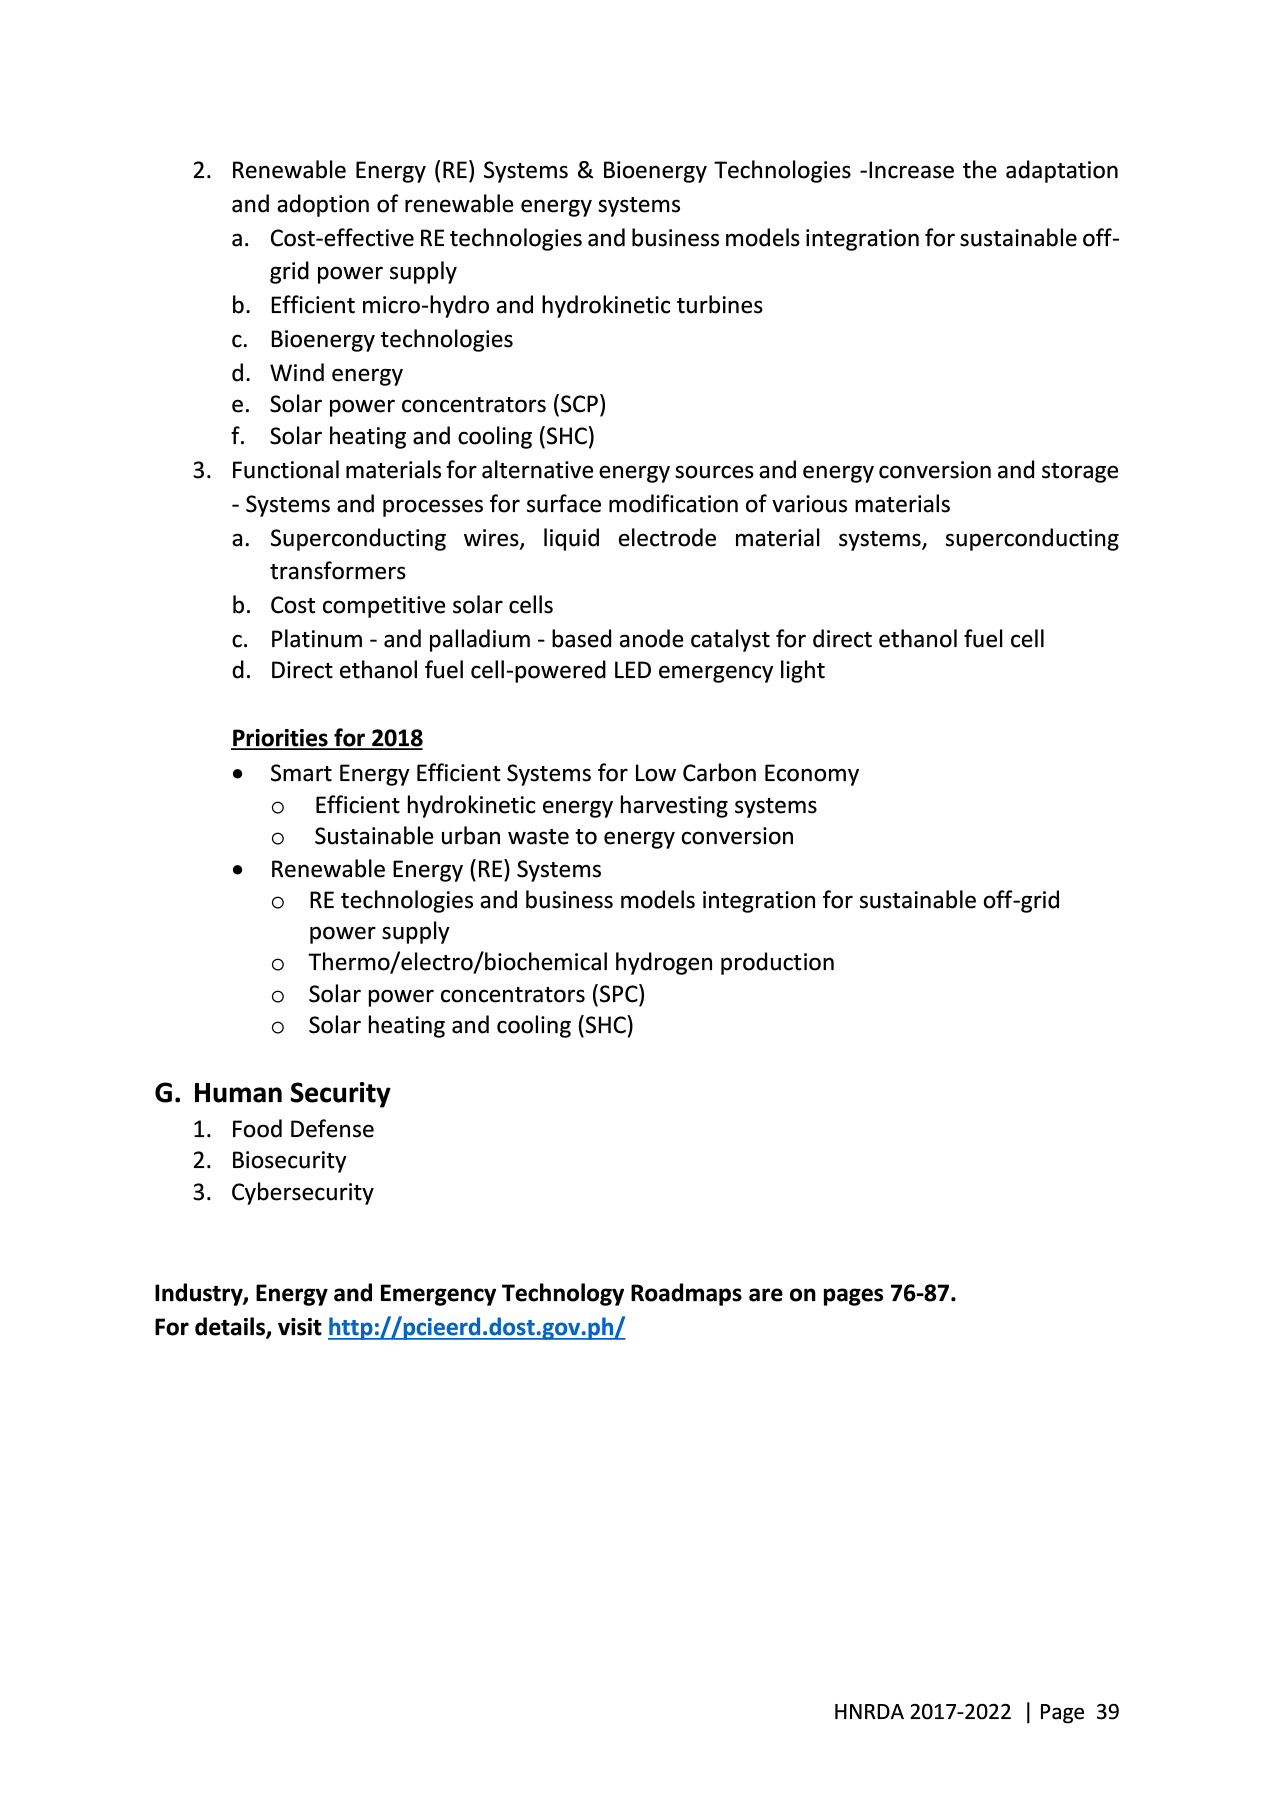 2. Renewable Energy (RE) Systems & Bioenergy Technologies -Increase the adaptation
and adoption of renewable energy systems
a. Cost-effective RE technologies and business models integration for sustainable off-
grid power supply
b. Efficient micro-hydro and hydrokinetic turbines
c. Bioenergy technologies
d. Wind energy
e. Solar power concentrators (SCP)
f. Solar heating and cooling (SHC)
3. Functional materials for alternative energy sources and energy conversion and storage
- Systems and processes for surface modification of various materials
a. Superconducting wires, liquid electrode material systems, superconducting
transformers
b. Cost competitive solar cells
c. Platinum - and palladium - based anode catalyst for direct ethanol fuel cell
d. Direct ethanol fuel cell-powered LED emergency light
Priorities for 2018
• Smart Energy Efficient Systems for Low Carbon Economy
o Efficient hydrokinetic energy harvesting systems
o Sustainable urban waste to energy conversion
• Renewable Energy (RE) Systems
o RE technologies and business models integration for sustainable off-grid
power supply
o Thermo/electro/biochemical hydrogen production
o Solar power concentrators (SPC)
o Solar heating and cooling (SHC)
G. Human Security
1. Food Defense
2. Biosecurity
3. Cybersecurity
Industry, Energy and Emergency Technology Roadmaps are on pages 76-87.
For details, visit http://pcieerd.dost.gov.ph/
HNRDA 2017-2022 | Page 39